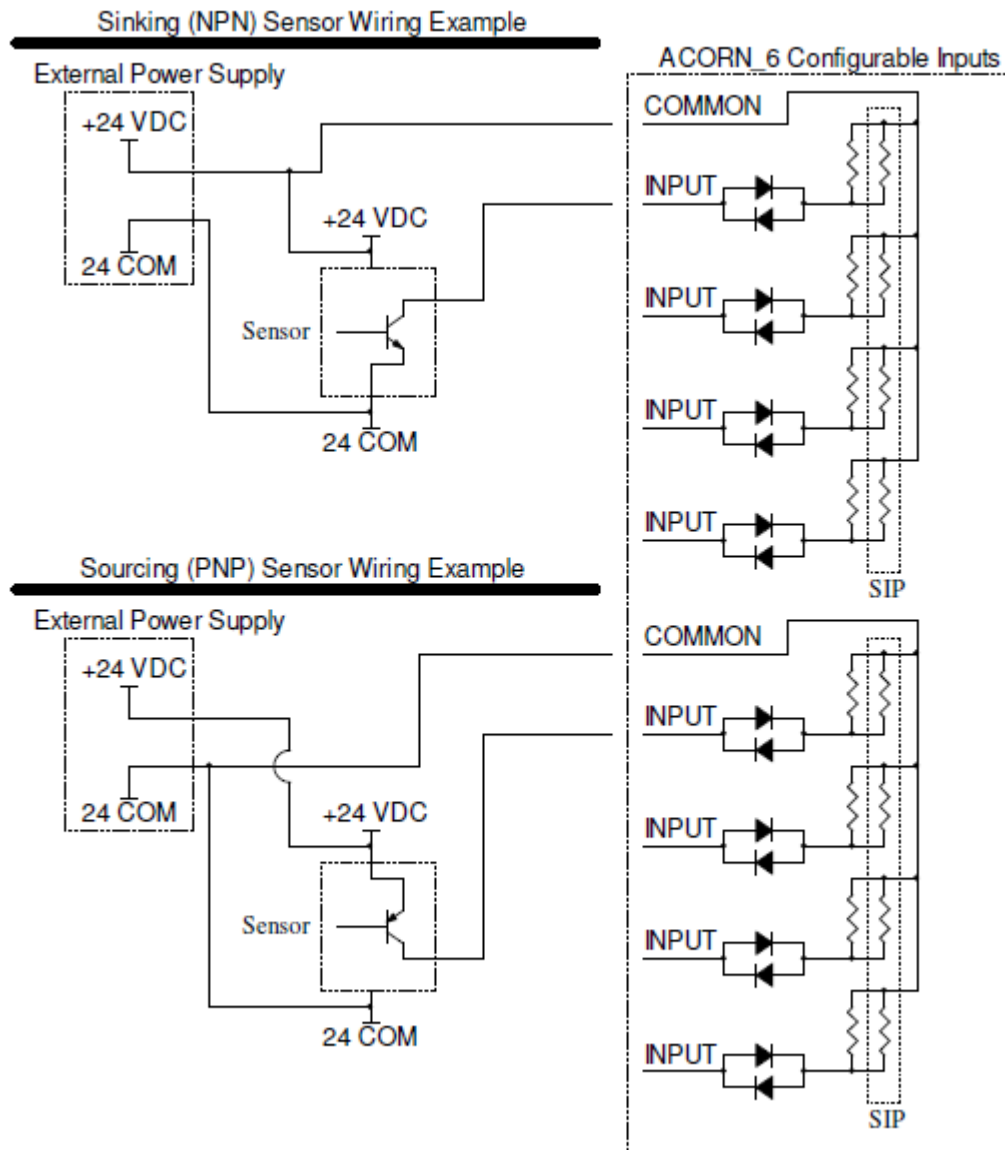 Sinking (NPN) Sensor Wiring Example
External Power Supply
+24 VDC
24 COM
+24 VDC
Sensor
24 COM
ACORN_6 Configurable Inputs
COMMON
INPUT
INPUT
INPUT
INPUT
SIP
Sourcing (PNP) Sensor Wiring Example
External Power Supply
+24 VDC
24 COM
+24 VDC
Sensor
24 COM
COMMON
INPUT
INPUT
INPUT
INPUT
SIP